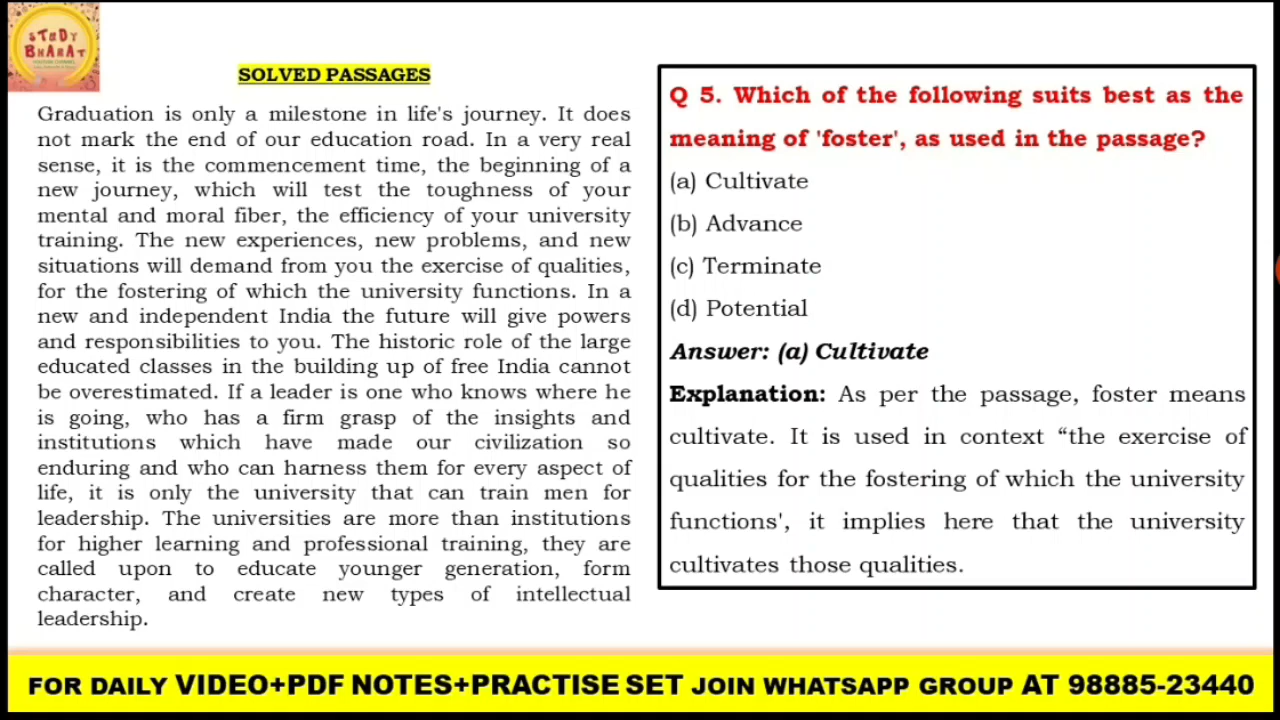 STUDY
BHARAT
SOLVED PASSAGES
Graduation is only a milestone in life's journey. It does
not mark the end of our education road. In a very real
sense, it is the commencement time, the beginning of a
new journey, which will test the toughness of your
mental and moral fiber, the efficiency of your university
training. The new experiences, new problems, and new
situations will demand from you the exercise of qualities,
for the fostering of which the university functions. In a
new and independent India the future will give powers
and responsibilities to you. The historic role of the large
educated classes in the building up of free India cannot
be overestimated. If a leader is one who knows where he
is going, who has a firm grasp of the insights and
institutions which have made our civilization so
enduring and who can harness them for every aspect of
life, it is only the university that can train men for
leadership. The universities are more than institutions
for higher learning and professional training, they are
called upon to educate younger generation, form
character, and create new types of intellectual
leadership.
Q 5. Which of the following suits best as the
meaning of 'foster', as used in the passage?
(a) Cultivate
(b) Advance
(c) Terminate
(d) Potential
Answer: (a) Cultivate
Explanation: As per the passage, foster means
cultivate. It is used in context “the exercise of
qualities for the fostering of which the university
functions', it implies here that the university
cultivates those qualities.
FOR DAILY VIDEO+PDF NOTES+PRACTISE SET JOIN WHATSAPP GROUP AT 98885-23440